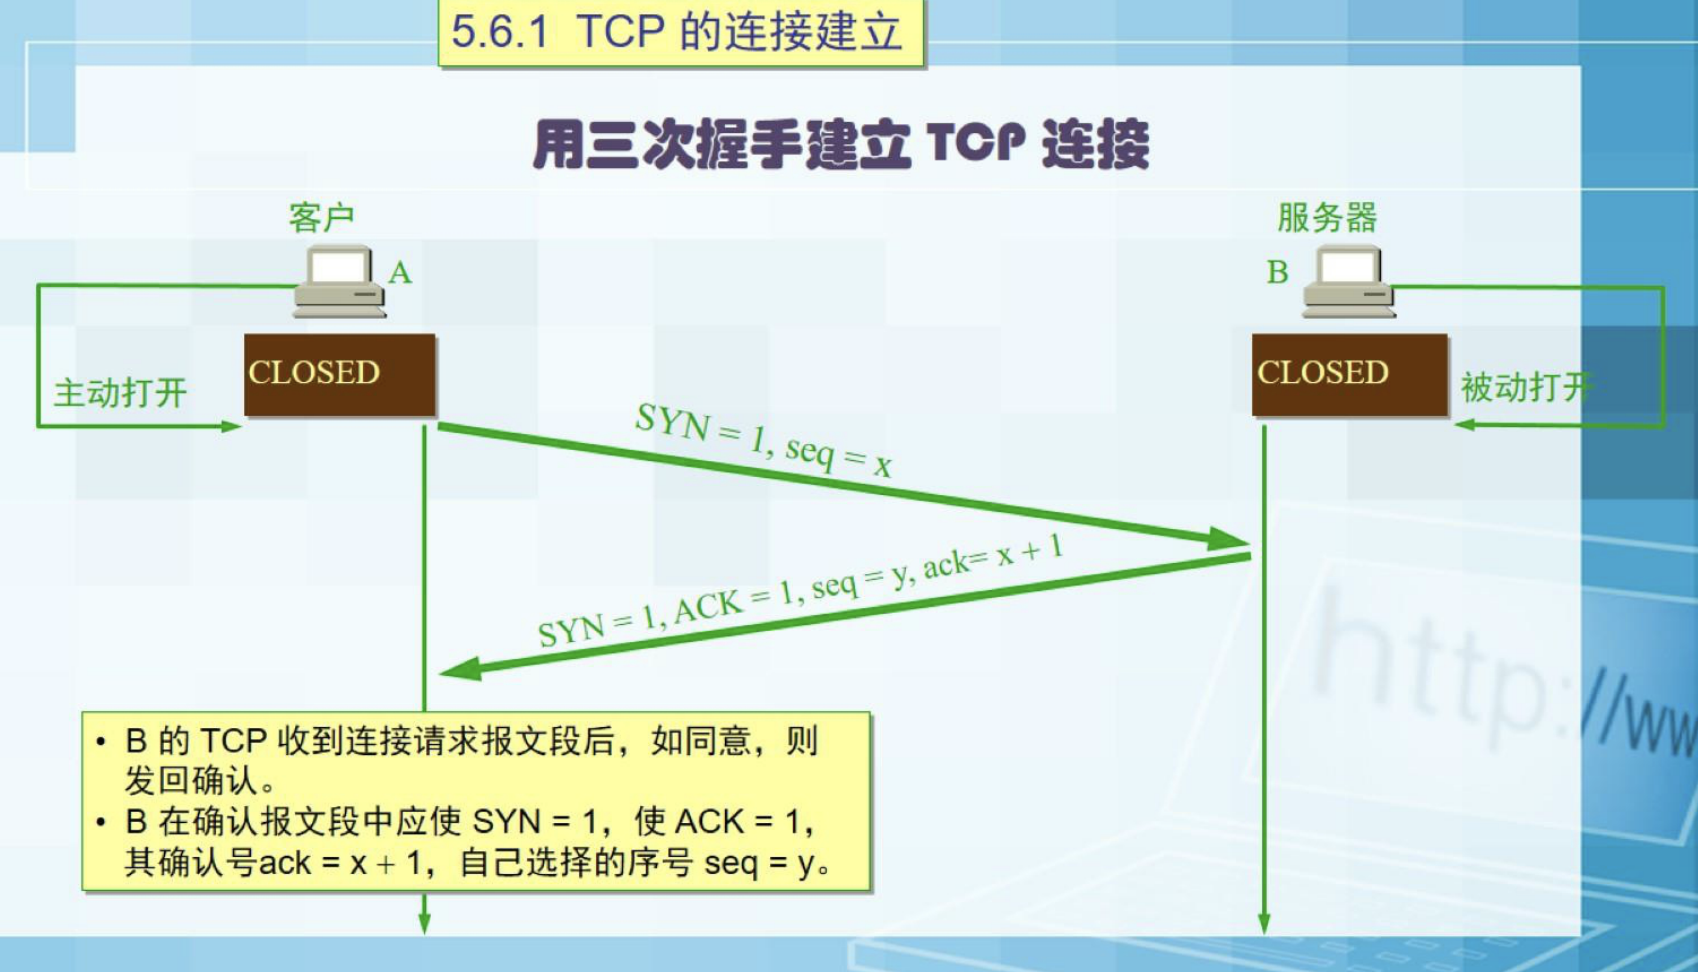 5.6.1 TCP 的连接建立
用三次握手建立 TCP 连接
客户
服务器
A
B
CLOSED
CLOSED
主动打开
被动打开
SYN = 1, seq = x
SYN = 1, ACK = 1, seq = y, ack= x + 1
• B 的 TCP 收到连接请求报文段后，如同意，则
发回确认。
• B 在确认报文段中应使 SYN = 1，使 ACK = 1，
其确认号ack = x + 1，自己选择的序号 seq = y。
http://ww